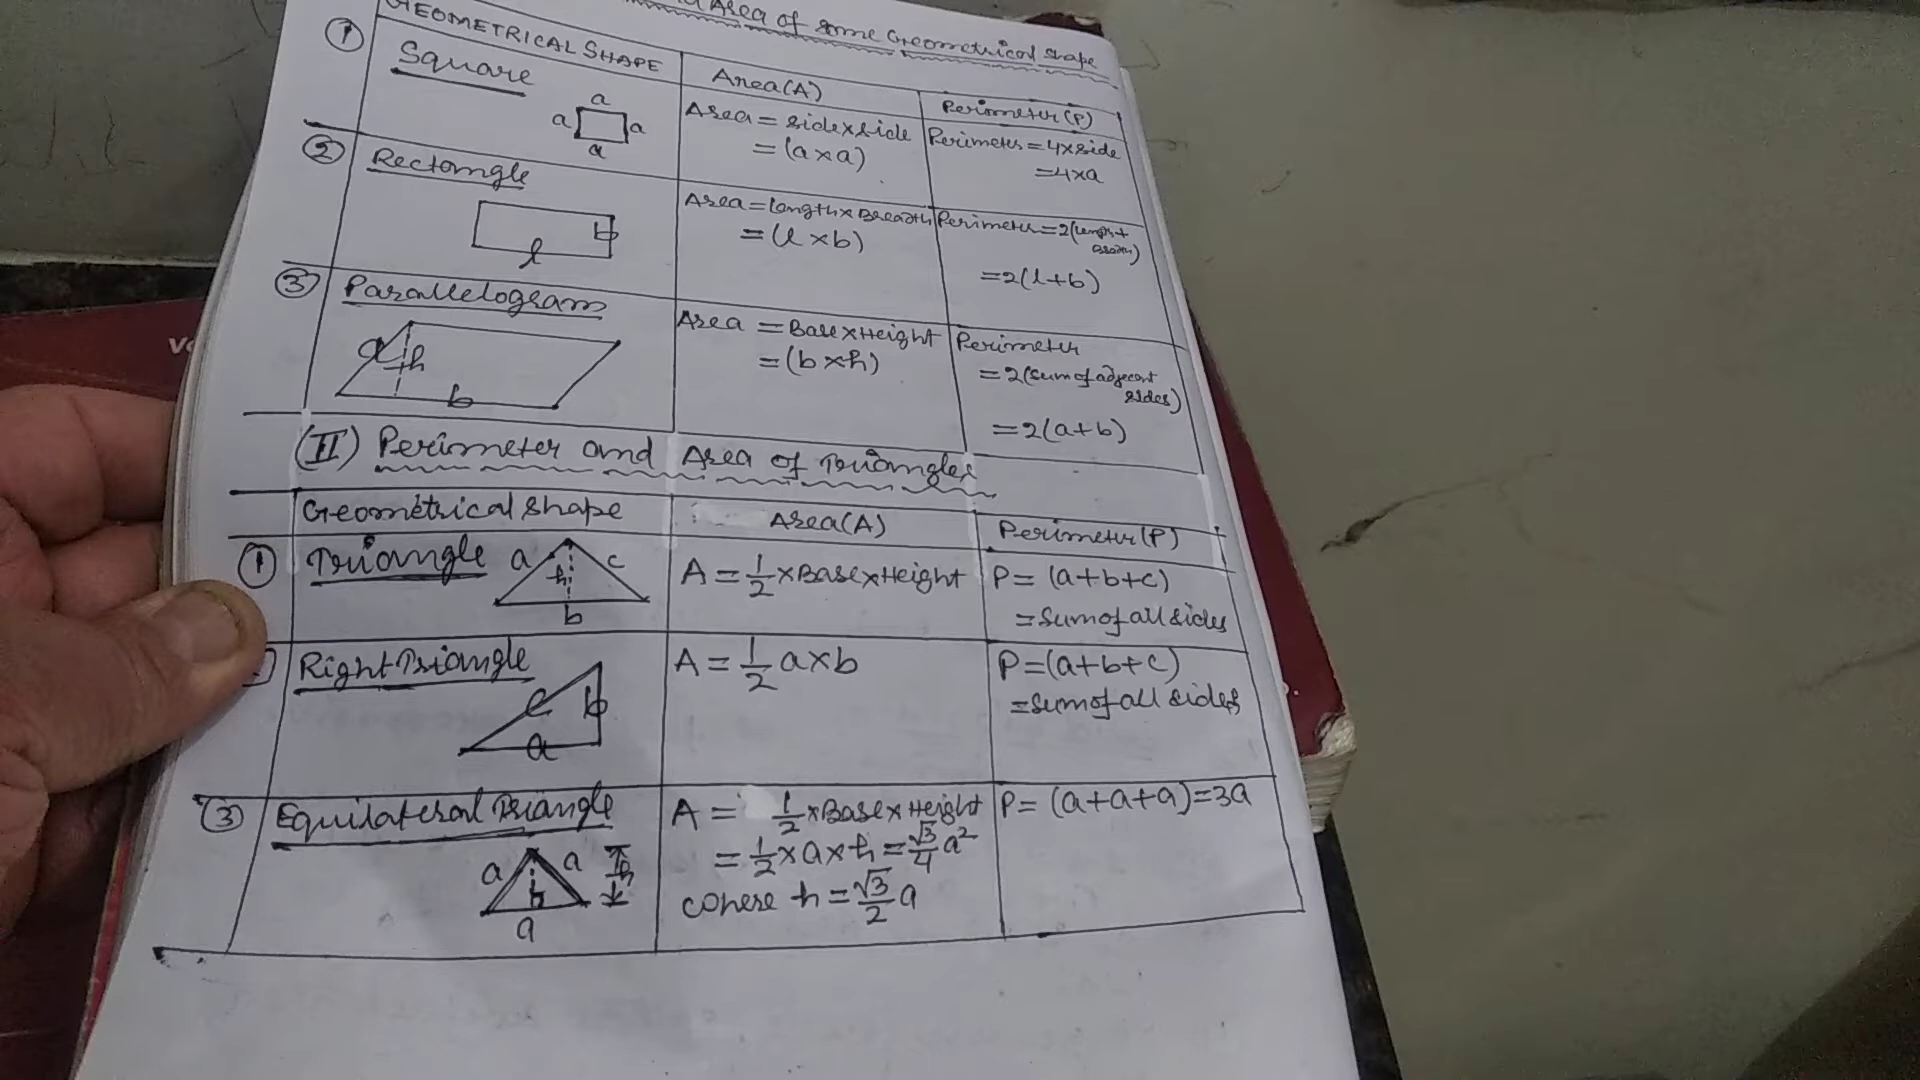 Area of some Geometrical shape
GEOMETRICAL SHAPE Area(A) Perimeter(P)
① Square a a a a Area = side×side Perimeter = 4×side
= (a×a) = 4×a
② Rectangle l b Area = length×Breadth Perimeter = 2(length + Breadth)
= (l×b) = 2(l+b)
③ Parallelogram a h b Area = Base×Height Perimeter
= (b×h) = 2(sum of adjacent sides)
= 2(a+b)
(II) Perimeter and Area of Triangles
Geometrical shape Area(A) Perimeter(P)
① Triangle a h c b A = 1/2 ×Base×Height P = (a+b+c)
= Sum of all sides
Right Triangle c b a A = 1/2 a×b P = (a+b+c)
= Sum of all sides
③ Equilateral Triangle a a h h a A = 1/2 ×Base×Height P = (a+a+a) = 3a
= 1/2 ×a×h = √3/4 a²
where h = √3/2 a